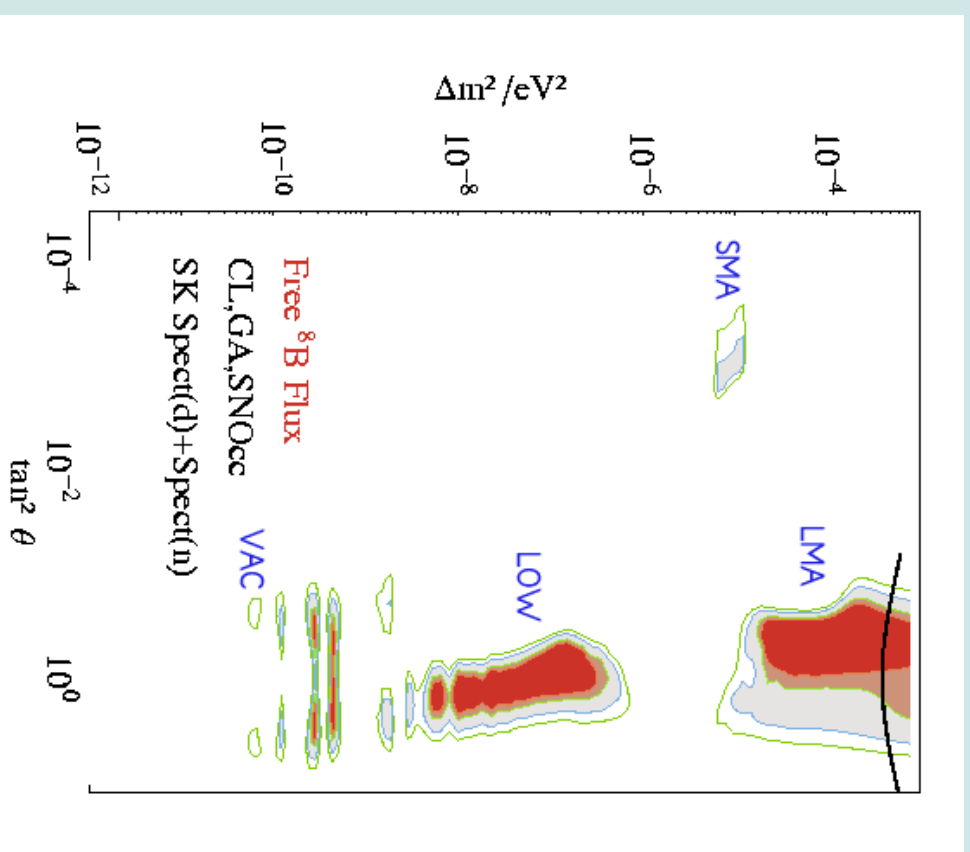 Δm²/eV²
10⁻⁴
10⁻⁶
10⁻⁸
10⁻¹⁰
10⁻¹²
LMA
SMA
LOW
VAC
Free ⁸B Flux
CL,GA,SNOcc
SK Spect(d)+Spect(n)
10⁻⁴
10⁻²
10⁰
tan² θ